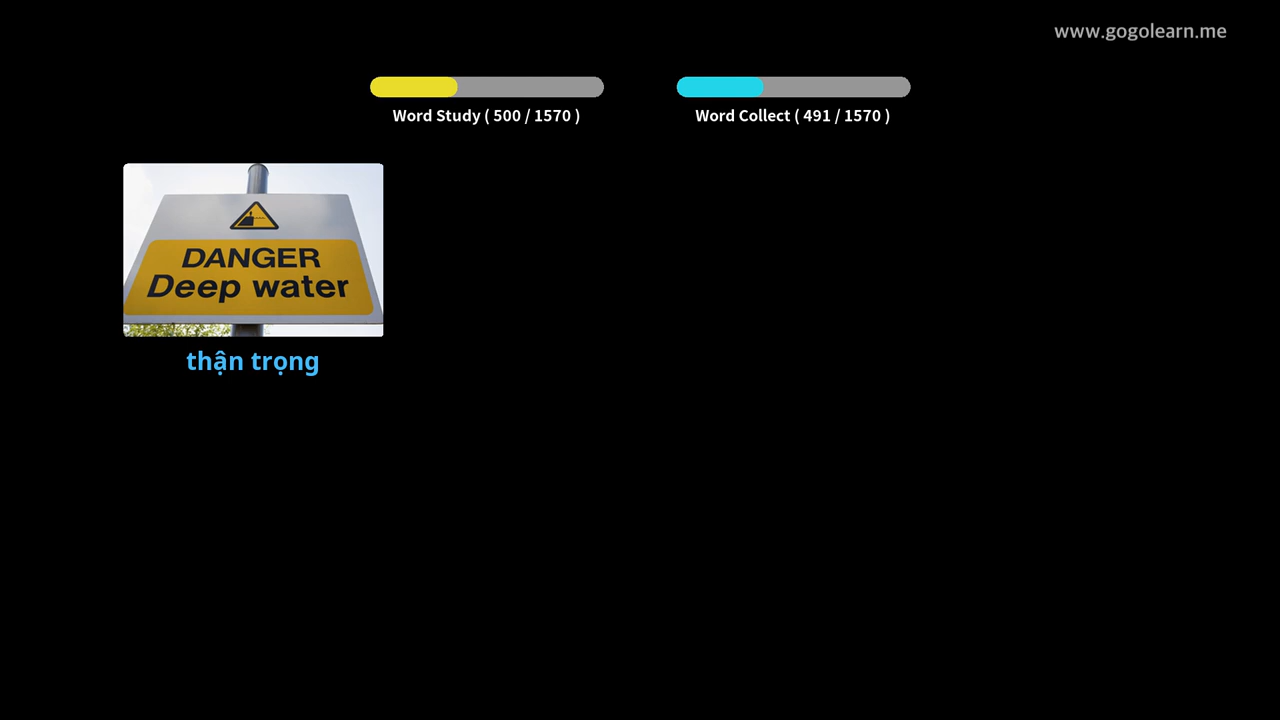 www.gogolearn.me
Word Study ( 500 / 1570 )
Word Collect ( 491 / 1570 )
DANGER
Deep water
thận trọng